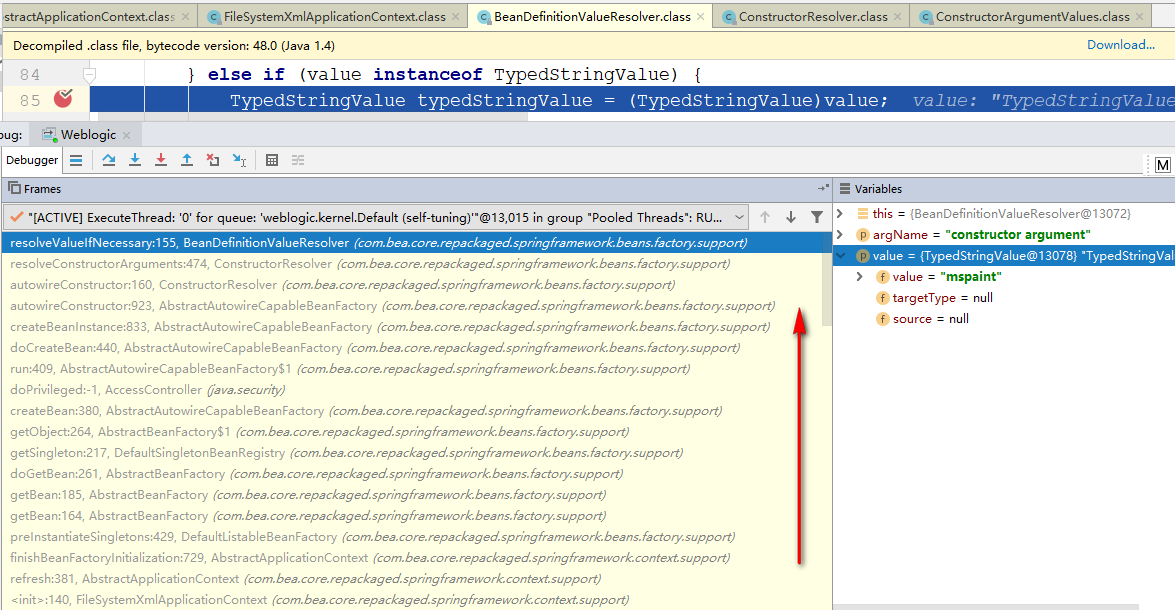 stractApplicationContext.class
FileSystemXmlApplicationContext.class
BeanDefinitionValueResolver.class
ConstructorResolver.class
ConstructorArgumentValues.class
Decompiled .class file, bytecode version: 48.0 (Java 1.4)
Download...
84 } else if (value instanceof TypedStringValue) {
85 TypedStringValue typedStringValue = (TypedStringValue)value; value: "TypedStringValue
bug: Weblogic
Debugger
M
Frames
"[ACTIVE] ExecuteThread: '0' for queue: 'weblogic.kernel.Default (self-tuning)'"@13,015 in group "Pooled Threads": RU...
resolveValueIfNecessary:155, BeanDefinitionValueResolver (com.bea.core.repackaged.springframework.beans.factory.support)
resolveConstructorArguments:474, ConstructorResolver (com.bea.core.repackaged.springframework.beans.factory.support)
autowireConstructor:160, ConstructorResolver (com.bea.core.repackaged.springframework.beans.factory.support)
autowireConstructor:923, AbstractAutowireCapableBeanFactory (com.bea.core.repackaged.springframework.beans.factory.support)
createBeanInstance:833, AbstractAutowireCapableBeanFactory (com.bea.core.repackaged.springframework.beans.factory.support)
doCreateBean:440, AbstractAutowireCapableBeanFactory (com.bea.core.repackaged.springframework.beans.factory.support)
run:409, AbstractAutowireCapableBeanFactory$1 (com.bea.core.repackaged.springframework.beans.factory.support)
doPrivileged:-1, AccessController (java.security)
createBean:380, AbstractAutowireCapableBeanFactory (com.bea.core.repackaged.springframework.beans.factory.support)
getObject:264, AbstractBeanFactory$1 (com.bea.core.repackaged.springframework.beans.factory.support)
getSingleton:217, DefaultSingletonBeanRegistry (com.bea.core.repackaged.springframework.beans.factory.support)
doGetBean:261, AbstractBeanFactory (com.bea.core.repackaged.springframework.beans.factory.support)
getBean:185, AbstractBeanFactory (com.bea.core.repackaged.springframework.beans.factory.support)
getBean:164, AbstractBeanFactory (com.bea.core.repackaged.springframework.beans.factory.support)
preInstantiateSingletons:429, DefaultListableBeanFactory (com.bea.core.repackaged.springframework.beans.factory.support)
finishBeanFactoryInitialization:729, AbstractApplicationContext (com.bea.core.repackaged.springframework.context.support)
refresh:381, AbstractApplicationContext (com.bea.core.repackaged.springframework.context.support)
<init>:140, FileSystemXmlApplicationContext (com.bea.core.repackaged.springframework.context.support)
Variables
this = {BeanDefinitionValueResolver@13072}
argName = "constructor argument"
value = {TypedStringValue@13078} "TypedStringVal
value = "mspaint"
targetType = null
source = null